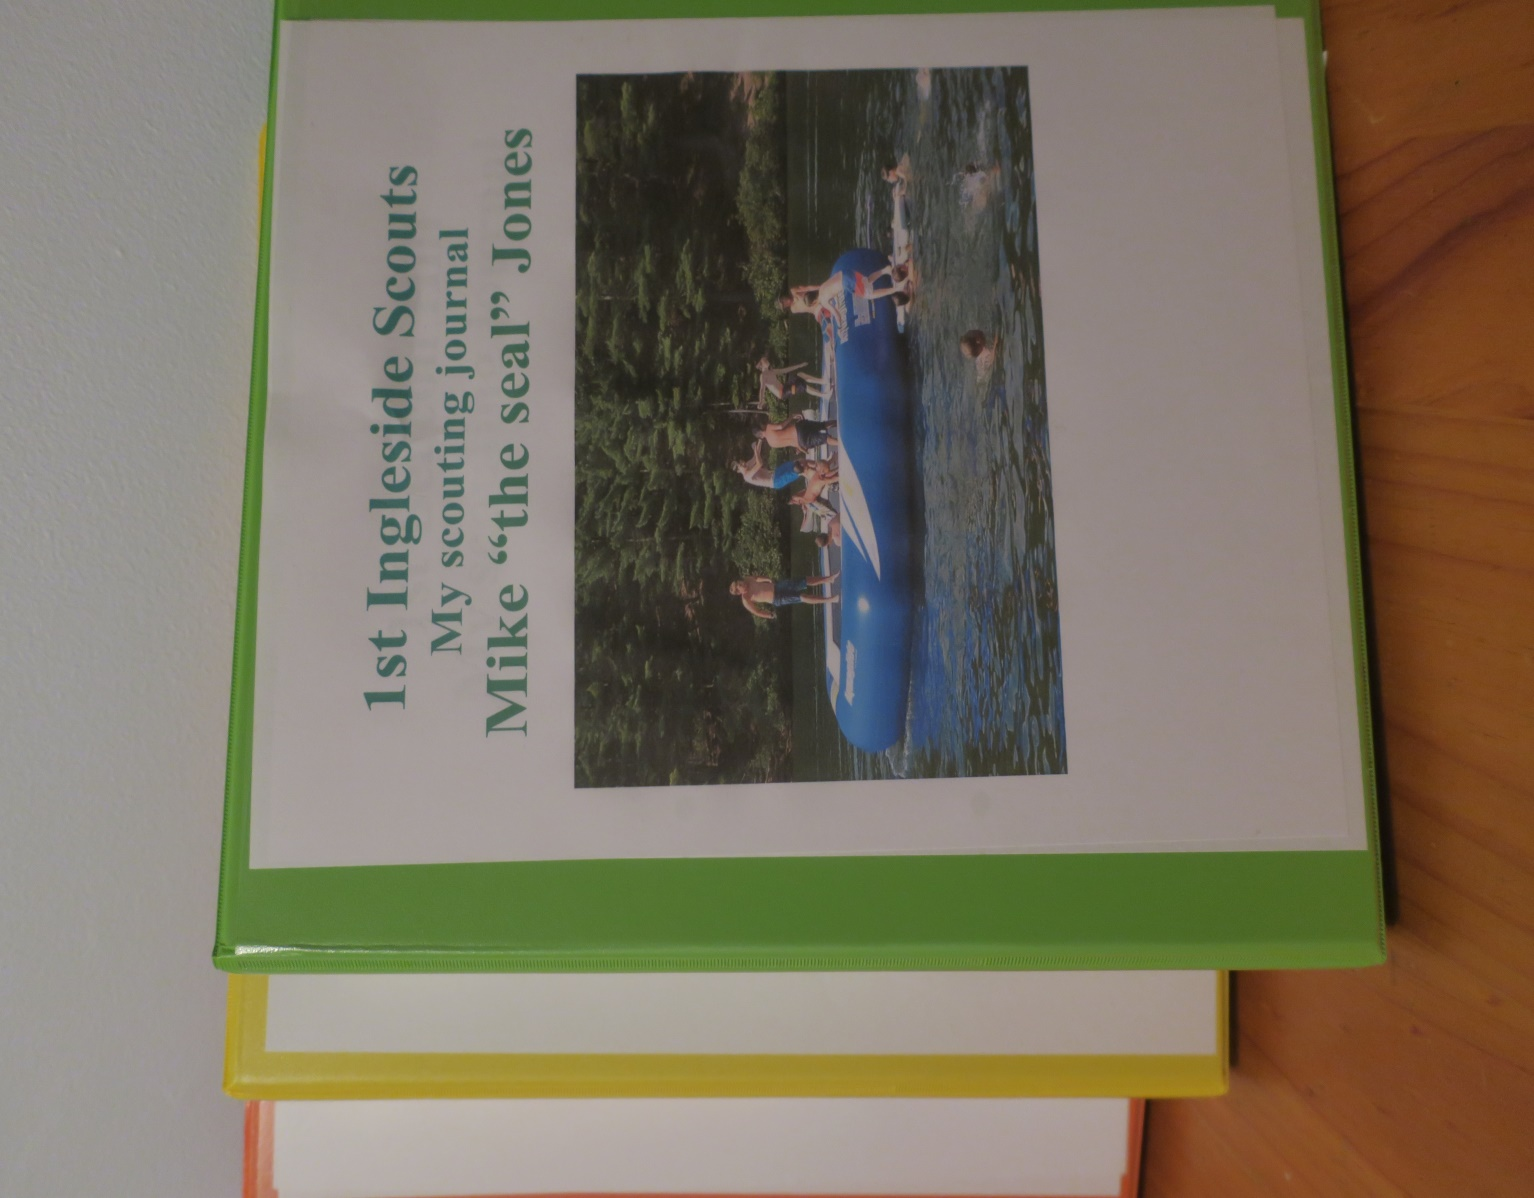 1st Ingleside Scouts
My scouting journal
Mike “the seal” Jones